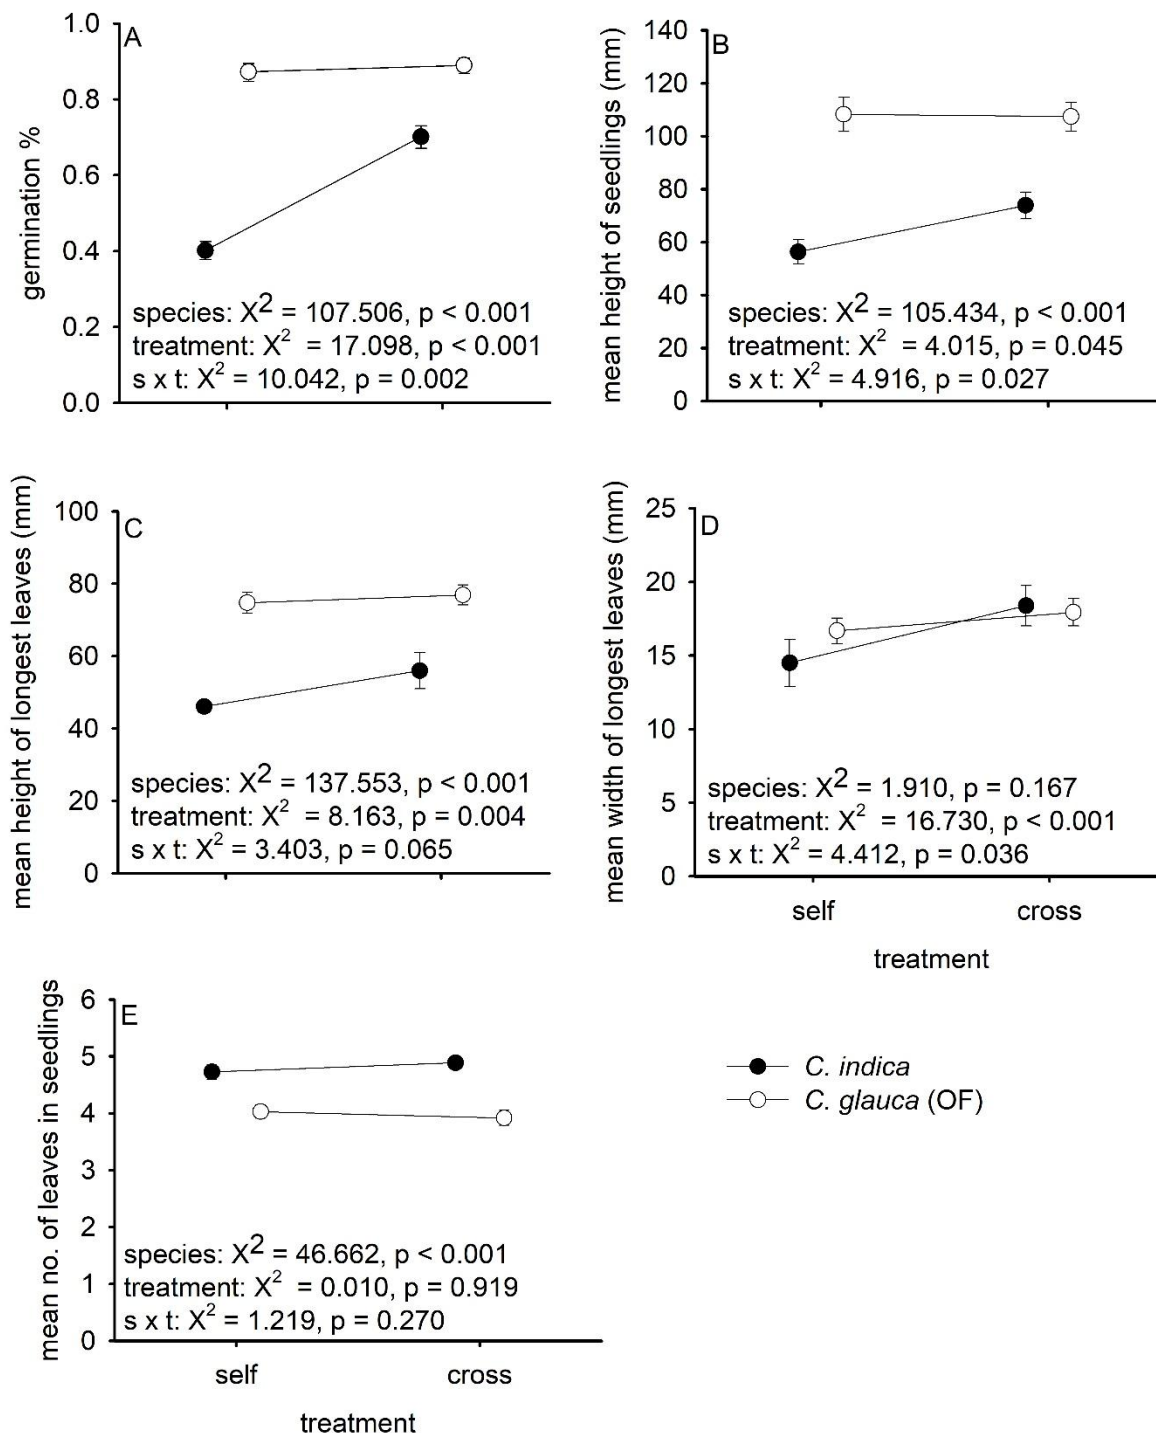 A
1.0
0.8
0.6
0.4
0.2
0.0
germination %
species: X² = 107.506, p < 0.001
treatment: X² = 17.098, p < 0.001
s x t: X² = 10.042, p = 0.002
B
140
120
100
80
60
40
20
0
mean height of seedlings (mm)
species: X² = 105.434, p < 0.001
treatment: X² = 4.015, p = 0.045
s x t: X² = 4.916, p = 0.027
C
100
80
60
40
20
0
mean height of longest leaves (mm)
species: X² = 137.553, p < 0.001
treatment: X² = 8.163, p = 0.004
s x t: X² = 3.403, p = 0.065
D
25
20
15
10
5
0
mean width of longest leaves (mm)
species: X² = 1.910, p = 0.167
treatment: X² = 16.730, p < 0.001
s x t: X² = 4.412, p = 0.036
self cross
treatment
E
6
5
4
3
2
1
0
mean no. of leaves in seedlings
species: X² = 46.662, p < 0.001
treatment: X² = 0.010, p = 0.919
s x t: X² = 1.219, p = 0.270
self cross
treatment
C. indica
C. glauca (OF)